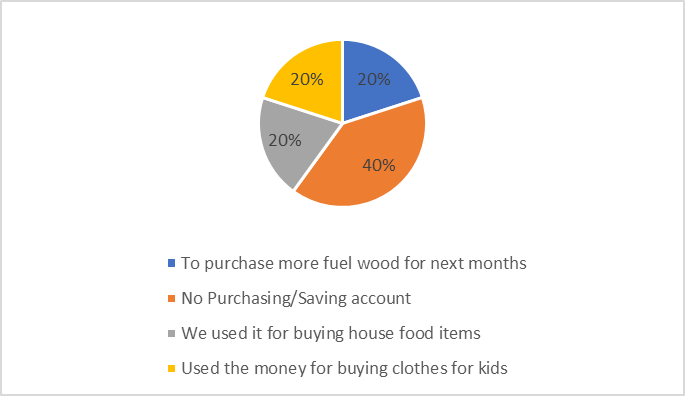 20%
20%
20%
40%
To purchase more fuel wood for next months
No Purchasing/Saving account
We used it for buying house food items
Used the money for buying clothes for kids